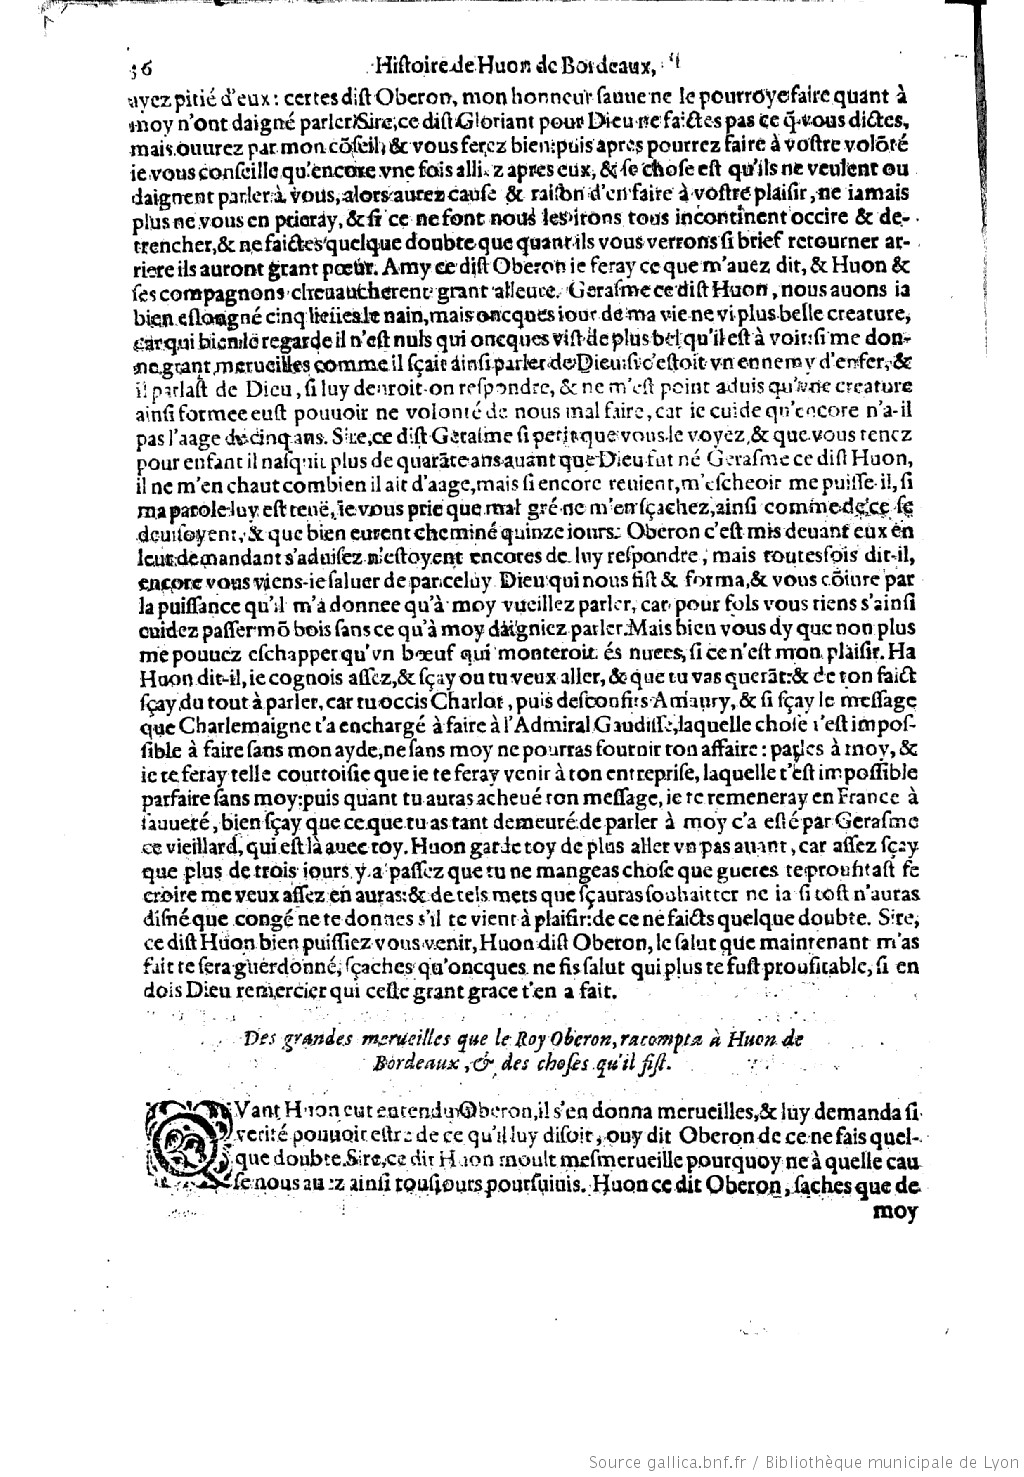 36 Histoire de Huon de Bordeaux,
ayez pitié d'eux : certes dist Oberon, mon honneur sauue ne le pourroye faire quant à
moy n'ont daigné parler. Sire, ce dist Gloriant pour Dieu ne faictes pas ce q̃ vous dictes,
mais ouurez par mon cõseil, & vous ferez bien: puis apres pourrez faire à vostre volõté
ie vous conseille qu'encore vne fois alliez apres eux, & se chose est qu'ils ne veulent ou
daignent parler à vous, alors aurez cause & raison d'en faire à vostre plaisir, ne iamais
plus ne vous en prieray, & si ce ne font nous les irons tous incontinent occire & de-
trencher, & ne faictes quelque doubte que quant ils vous verrons si brief retourner ar-
riere ils auront grant pœur. Amy ce dist Oberon ie feray ce que m'auez dit, & Huon &
ses compagnons cheuaucherent grant alleure. Gerasme ce dist Huon, nous auons ia
bien eslongné cinq lieües le nain, mais oncques iour de ma vie ne vi plus belle creature,
car qui bien le regarde il n'est nuls qui oncques vist de plus bel qu'il est à voir: si me don-
ne grant merueilles comme il sçait ainsi parler de Dieu: si c'estoit vn ennemy d'enfer, &
il parlast de Dieu, si luy deuroit-on respondre, & ne m'est point aduis qu'vne creature
ainsi formee eust pouuoir ne volonté de nous mal faire, car ie cuide qu'encore n'a-il
pas l'aage de cinq ans. Sire, ce dist Gerasme si petit que vous le voyez, & que vous tenez
pour enfant il nasquit plus de quarãte ans auant que Dieu fut né Gerasme ce dist Huon,
il ne m'en chaut combien il ait d'aage, mais si encore reuient, m'escheoir me puisse-il, si
ma parole luy est teuë, ie vous prie que mal gré ne m'en sçachez, ainsi comme de ce se
deuisoyent, & que bien eurent cheminé quinze iours: Oberon c'est mis deuant eux en
leur demandant s'aduisez n'estoyent encores de luy respondre, mais toutesfois dit-il,
encore vous viens-ie saluer de par celuy Dieu qui nous fist & forma, & vous cõiure par
la puissance qu'il m'a donnee qu'à moy vueillez parler, car pour fols vous tiens s'ainsi
cuidez passer mõ bois sans ce qu'à moy daigniez parler. Mais bien vous dy que non plus
me pouuez eschapper qu'vn bœuf qui monteroit és nuees, si ce n'est mon plaisir. Ha
Huon dit-il, ie cognois assez, & sçay ou tu veux aller, & que tu vas querãt: & de ton faict
sçay du tout à parler, car tu occis Charlot, puis desconfis Amaury, & si sçay le message
que Charlemaigne t'a enchargé à faire à l'Admiral Gaudisse, laquelle chose t'est impos-
sible à faire sans mon ayde, ne sans moy ne pourras fournir ton affaire : parles à moy, &
ie te feray telle courtoisie que ie te feray venir à ton entreprise, laquelle t'est impossible
parfaire sans moy: puis quant tu auras acheué ton message, ie te remeneray en France à
sauueté, bien sçay que ce que tu as tant demeuré de parler à moy c'a esté par Gerasme
ce vieillard, qui est là auec toy. Huon garde toy de plus aller vn pas auant, car assez sçay
que plus de trois iours y a passez que tu ne mangeas chose que gueres te proufitast se
croire me veux assez en auras: & de tels mets que sçauras souhaitter ne ia si tost n'auras
disné que congé ne te donnes s'il te vient à plaisir: de ce ne faicts quelque doubte. Sire,
ce dist Huon bien puissiez vous venir, Huon dist Oberon, le salut que maintenant m'as
fait te sera guerdonné, sçaches qu'oncques ne fis salut qui plus te fust proufitable, si en
dois Dieu remercier qui ceste grant grace t'en a fait.
Des grandes merueilles que le Roy Oberon, racompta à Huon de
Bordeaux, & des choses qu'il fist.
QVant Huon eut entendu Oberon, il s'en donna merueilles, & luy demanda si
verité pouuoit estre de ce qu'il luy disoit, ouy dit Oberon de ce ne fais quel-
que doubte. Sire, ce dit Huon moult mesmerueille pourquoy ne à quelle cau
se nous auez ainsi tousiours poursuiuis. Huon ce dit Oberon, saches que de
moy
Source gallica.bnf.fr / Bibliothèque municipale de Lyon